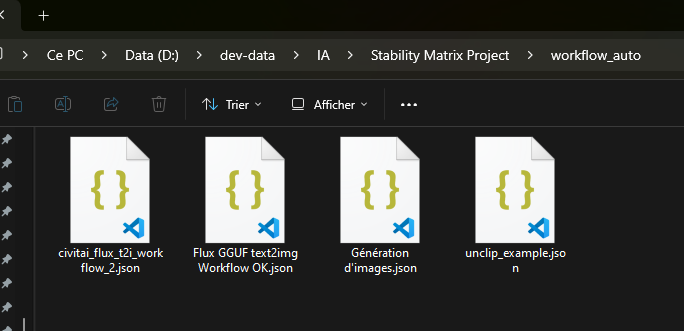 Ce PC > Data (D:) > dev-data > IA > Stability Matrix Project > workflow_auto
Trier Afficher
civitai_flux_t2i_work
flow_2.json
Flux GGUF text2img
Workflow OK.json
Génération
d'images.json
unclip_example.jso
n